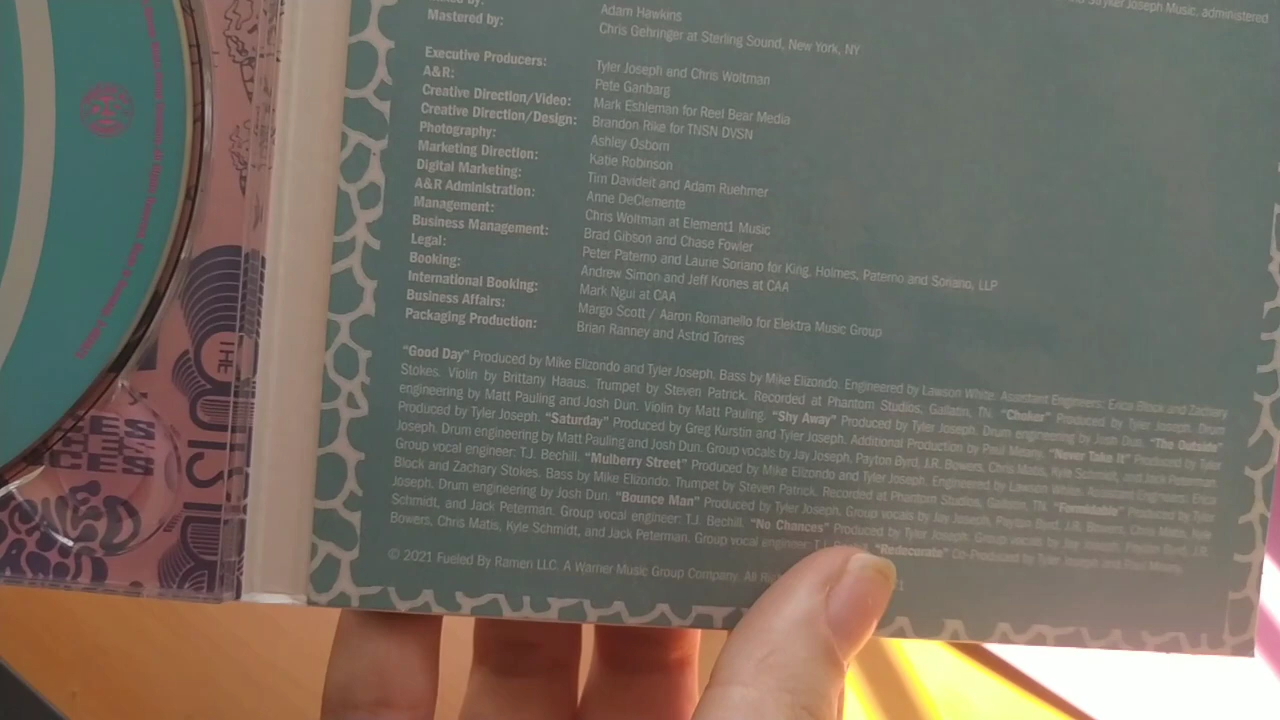 Stryker Joseph Music, administered
Adam Hawkins
Mastered by:
Chris Gehringer at Sterling Sound, New York, NY
Executive Producers:
Tyler Joseph and Chris Woltman
A&R:
Pete Ganbarg
Creative Direction/Video:
Mark Eshleman for Reel Bear Media
Creative Direction/Design:
Brandon Rike for TNSN DVSN
Photography:
Ashley Osborn
Marketing Direction:
Katie Robinson
Digital Marketing:
Tim Davideit and Adam Ruehmer
A&R Administration:
Anne DeClemente
Management:
Chris Woltman at Element1 Music
Business Management:
Brad Gibson and Chase Fowler
Legal:
Peter Paterno and Laurie Soriano for King, Holmes, Paterno and Soriano, LLP
Booking:
Andrew Simon and Jeff Krones at CAA
International Booking:
Mark Ngui at CAA
Business Affairs:
Margo Scott / Aaron Romanello for Elektra Music Group
Packaging Production:
Brian Ranney and Astrid Torres
"Good Day" Produced by Mike Elizondo and Tyler Joseph. Bass by Mike Elizondo. Engineered by Lawson White. Assistant Engineers: Erica Block and Zachary
Stokes. Violin by Brittany Haaus. Trumpet by Steven Patrick. Recorded at Phantom Studios, Gallatin, TN. "Choker" Produced by Tyler Joseph. Drum
engineering by Matt Pauling and Josh Dun. Violin by Matt Pauling. "Shy Away" Produced by Tyler Joseph. Drum engineering by Josh Dun. "The Outside"
Produced by Tyler Joseph. "Saturday" Produced by Greg Kurstin and Tyler Joseph. Additional Production by Paul Meany. "Never Take It" Produced by Tyler
Joseph. Drum engineering by Matt Pauling and Josh Dun. Group vocals by Jay Joseph, Payton Byrd, J.R. Bowers, Chris Matis, Kyle Schmidt, and Jack Peterman.
Group vocal engineer: T.J. Bechill. "Mulberry Street" Produced by Mike Elizondo and Tyler Joseph. Engineered by Lawson White. Assistant Engineers: Erica
Block and Zachary Stokes. Bass by Mike Elizondo. Trumpet by Steven Patrick. Recorded at Phantom Studios, Gallatin, TN. "Formidable" Produced by Tyler
Joseph. Drum engineering by Josh Dun. "Bounce Man" Produced by Tyler Joseph. Group vocals by Jay Joseph, Payton Byrd, J.R. Bowers, Chris Matis, Kyle
Schmidt, and Jack Peterman. Group vocal engineer: T.J. Bechill. "No Chances" Produced by Tyler Joseph. Group vocals by Jay Joseph, Payton Byrd, J.R.
Bowers, Chris Matis, Kyle Schmidt, and Jack Peterman. Group vocal engineer: T.J. "Redecorate" Co-Produced by Tyler Joseph and Paul Meany.
© 2021 Fueled By Ramen LLC. A Warner Music Group Company. All
THE
OUTSIDE